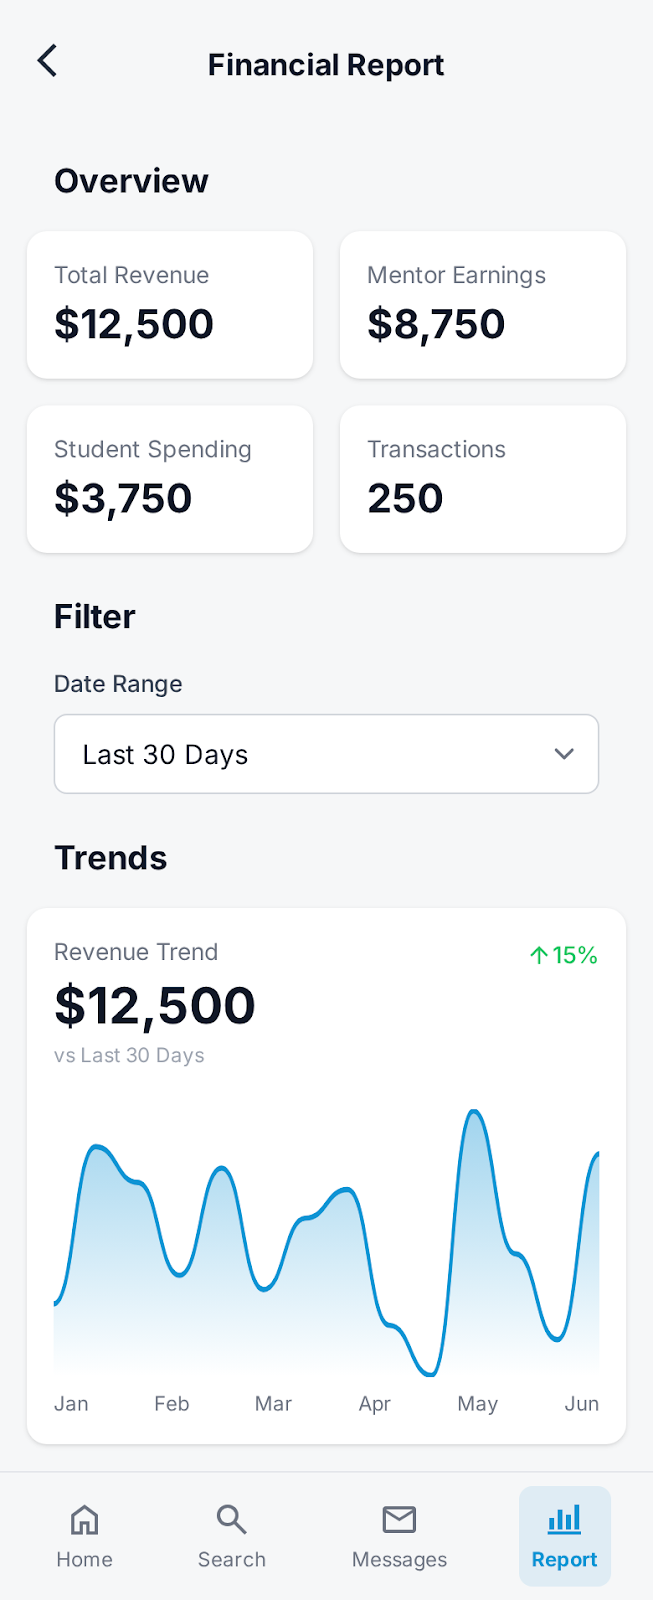 Financial Report
Overview
Total Revenue
$12,500
Mentor Earnings
$8,750
Student Spending
$3,750
Transactions
250
Filter
Date Range
Last 30 Days
Trends
Revenue Trend
↑15%
$12,500
vs Last 30 Days
Jan Feb Mar Apr May Jun
Home Search Messages Report